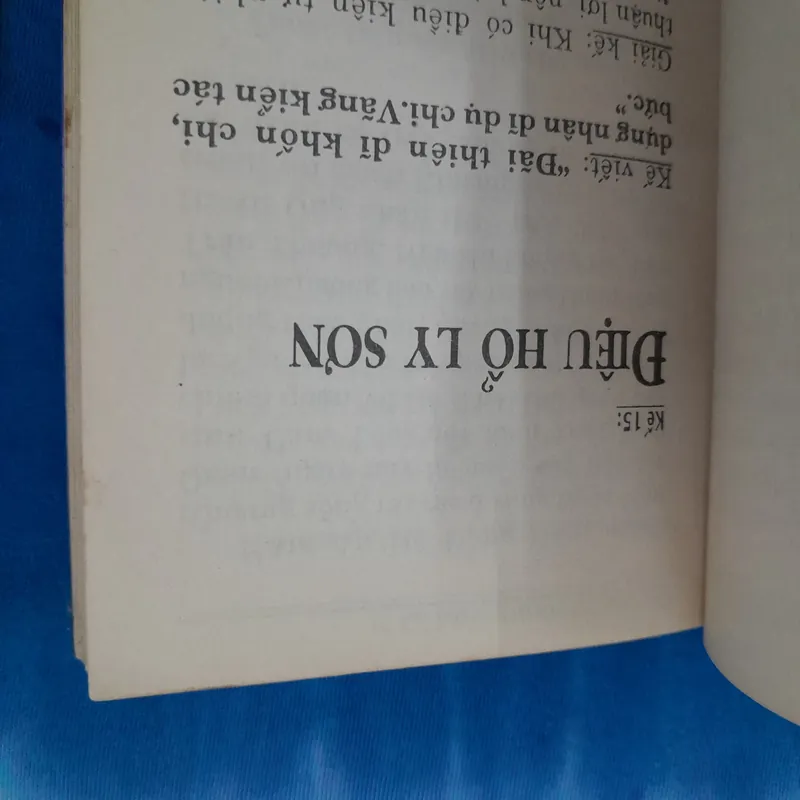 Kế 15:
ĐIỆU HỔ LY SƠN
Kế viết: “Đãi thiên dĩ khốn chi,
dụng nhân dĩ dụ chi.Vãng kiển tác
bức.”
Giải kế: Khi có điều kiện tự
thuận lợi